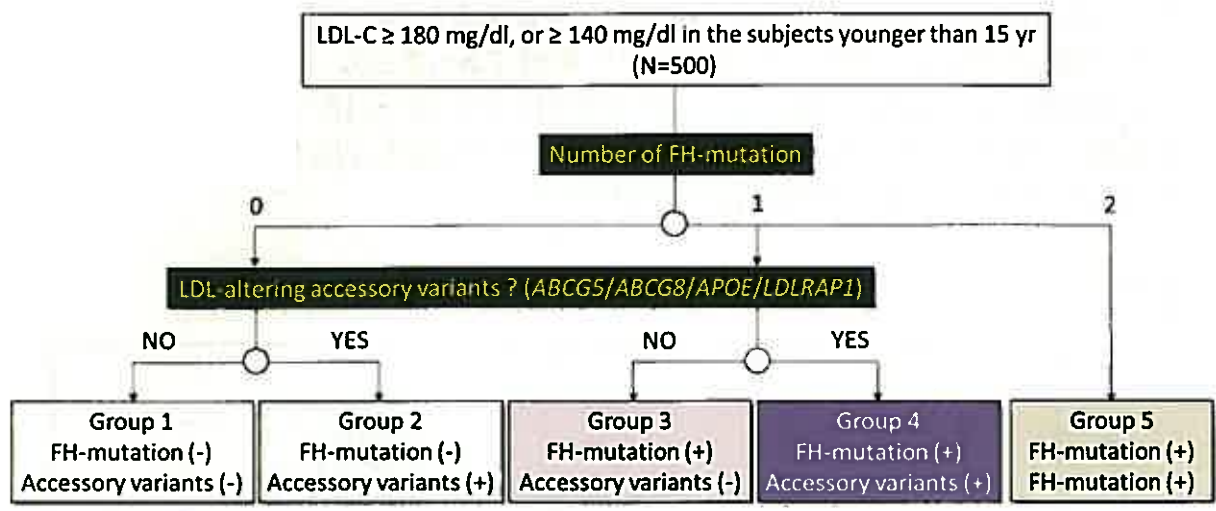 LDL-C ≥ 180 mg/dl, or ≥ 140 mg/dl in the subjects younger than 15 yr
(N=500)
Number of FH-mutation
0
1
2
LDL-altering accessory variants ? (ABCG5/ABCG8/APOE/LDLRAP1)
NO
YES
NO
YES
Group 1
FH-mutation (-)
Accessory variants (-)
Group 2
FH-mutation (-)
Accessory variants (+)
Group 3
FH-mutation (+)
Accessory variants (-)
Group 4
FH-mutation (+)
Accessory variants (+)
Group 5
FH-mutation (+)
FH-mutation (+)